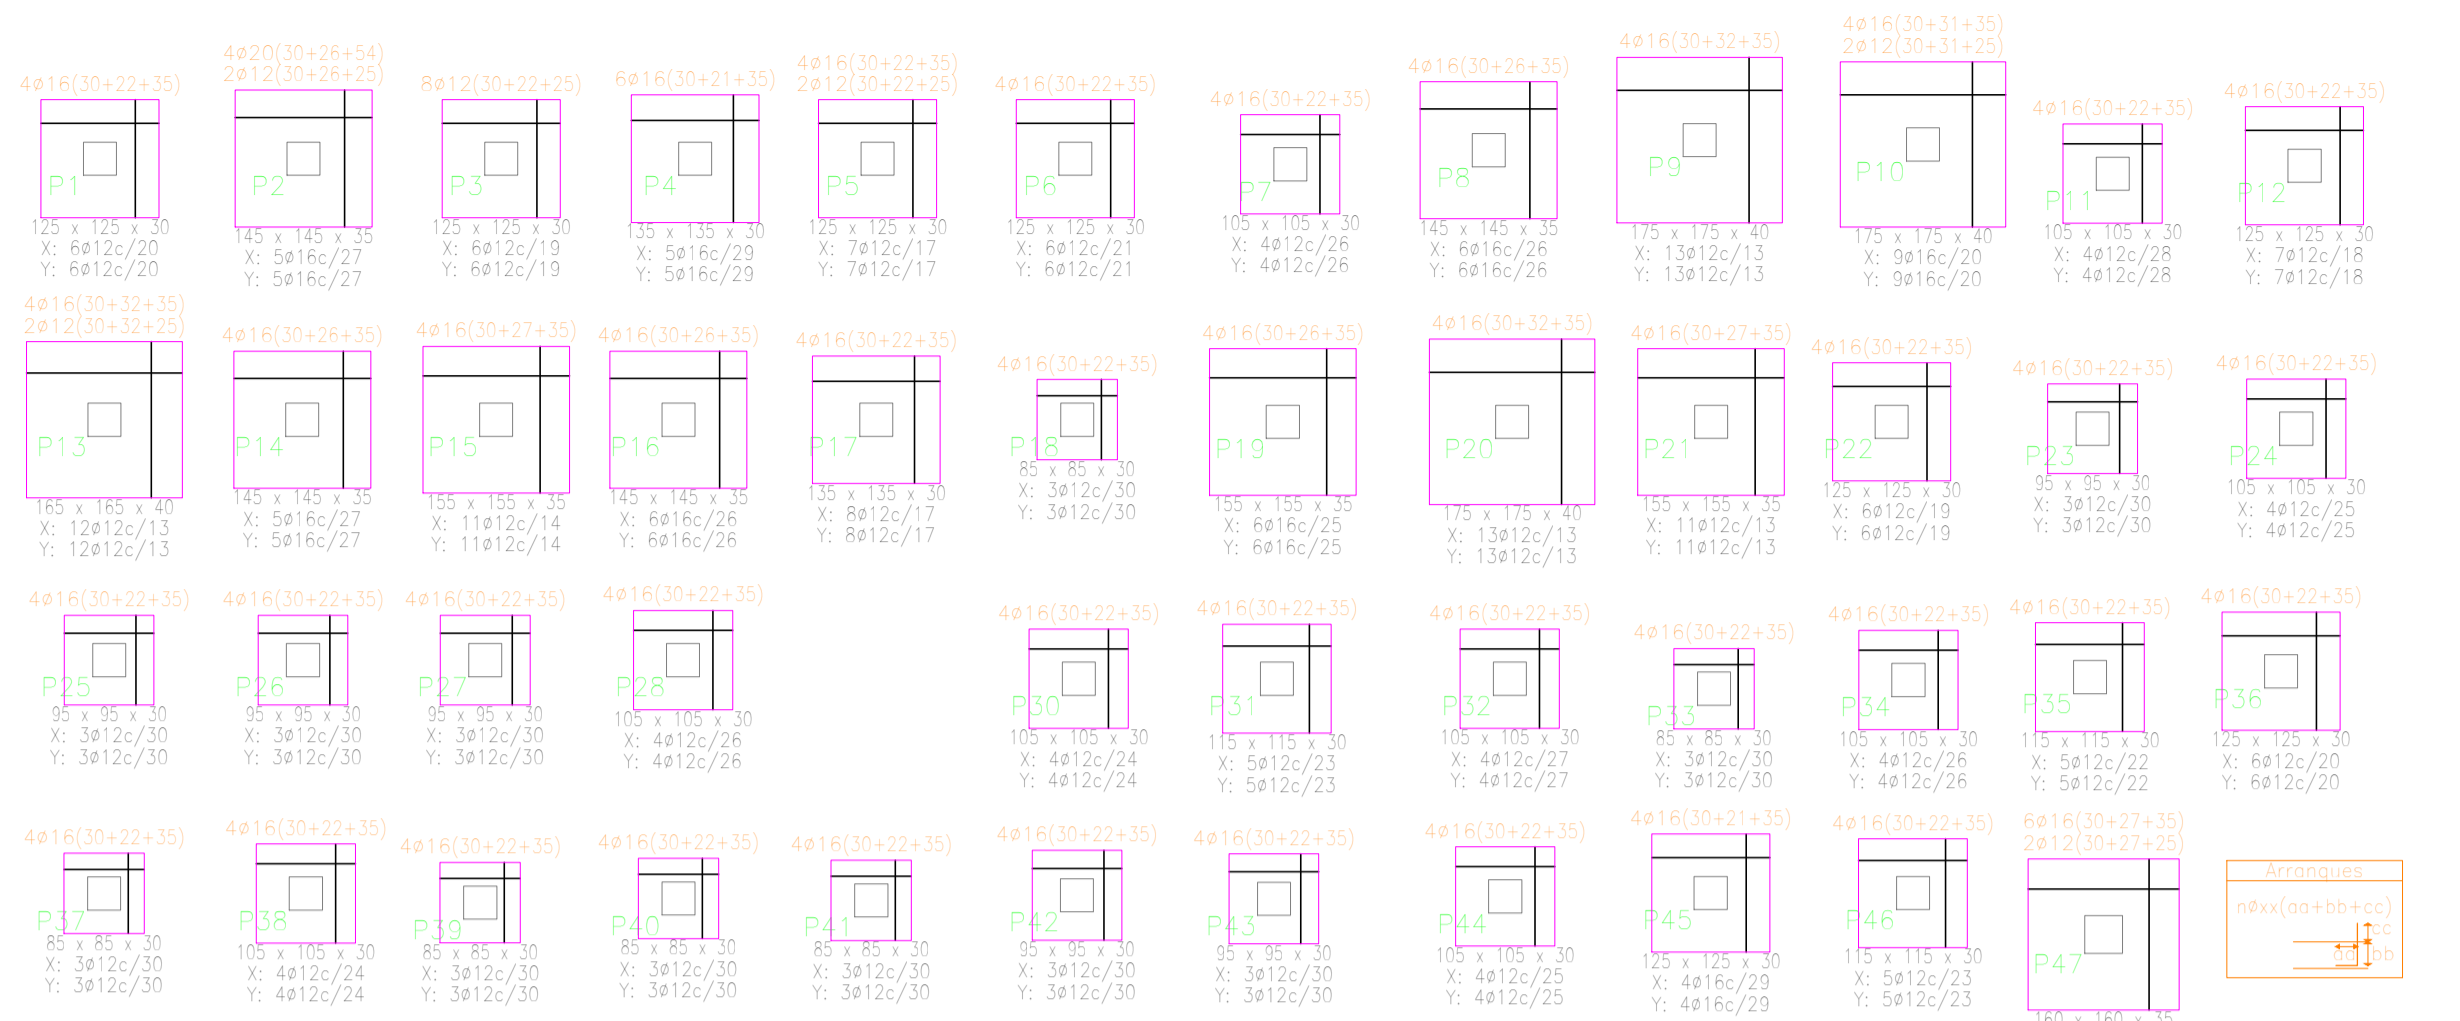 4ø16(30+22+35)
P1
125 x 125 x 30
X: 6ø12c/20
Y: 6ø12c/20
4ø20(30+26+54)
2ø12(30+26+25)
P2
145 x 145 x 35
X: 5ø16c/27
Y: 5ø16c/27
8ø12(30+22+25)
P3
125 x 125 x 30
X: 6ø12c/19
Y: 6ø12c/19
6ø16(30+21+35)
P4
135 x 135 x 30
X: 5ø16c/29
Y: 5ø16c/29
4ø16(30+22+35)
2ø12(30+22+25)
P5
125 x 125 x 30
X: 7ø12c/17
Y: 7ø12c/17
4ø16(30+22+35)
P6
125 x 125 x 30
X: 6ø12c/21
Y: 6ø12c/21
4ø16(30+22+35)
P7
105 x 105 x 30
X: 4ø12c/26
Y: 4ø12c/26
4ø16(30+26+35)
P8
145 x 145 x 35
X: 6ø16c/26
Y: 6ø16c/26
4ø16(30+32+35)
P9
175 x 175 x 40
X: 13ø12c/13
Y: 13ø12c/13
4ø16(30+31+35)
2ø12(30+31+25)
P10
175 x 175 x 40
X: 9ø16c/20
Y: 9ø16c/20
4ø16(30+22+35)
P11
105 x 105 x 30
X: 4ø12c/28
Y: 4ø12c/28
4ø16(30+22+35)
P12
125 x 125 x 30
X: 7ø12c/18
Y: 7ø12c/18
4ø16(30+32+35)
2ø12(30+32+25)
P13
165 x 165 x 40
X: 12ø12c/13
Y: 12ø12c/13
4ø16(30+26+35)
P14
145 x 145 x 35
X: 5ø16c/27
Y: 5ø16c/27
4ø16(30+27+35)
P15
155 x 155 x 35
X: 11ø12c/14
Y: 11ø12c/14
4ø16(30+26+35)
P16
145 x 145 x 35
X: 6ø16c/26
Y: 6ø16c/26
4ø16(30+22+35)
P17
135 x 135 x 30
X: 8ø12c/17
Y: 8ø12c/17
4ø16(30+22+35)
P18
85 x 85 x 30
X: 3ø12c/30
Y: 3ø12c/30
4ø16(30+26+35)
P19
155 x 155 x 35
X: 6ø16c/25
Y: 6ø16c/25
4ø16(30+32+35)
P20
175 x 175 x 40
X: 13ø12c/13
Y: 13ø12c/13
4ø16(30+27+35)
P21
155 x 155 x 35
X: 11ø12c/13
Y: 11ø12c/13
4ø16(30+22+35)
P22
125 x 125 x 30
X: 6ø12c/19
Y: 6ø12c/19
4ø16(30+22+35)
P23
95 x 95 x 30
X: 3ø12c/30
Y: 3ø12c/30
4ø16(30+22+35)
P24
105 x 105 x 30
X: 4ø12c/25
Y: 4ø12c/25
4ø16(30+22+35)
P25
95 x 95 x 30
X: 3ø12c/30
Y: 3ø12c/30
4ø16(30+22+35)
P26
95 x 95 x 30
X: 3ø12c/30
Y: 3ø12c/30
4ø16(30+22+35)
P27
95 x 95 x 30
X: 3ø12c/30
Y: 3ø12c/30
4ø16(30+22+35)
P28
105 x 105 x 30
X: 4ø12c/26
Y: 4ø12c/26
4ø16(30+22+35)
P30
105 x 105 x 30
X: 4ø12c/24
Y: 4ø12c/24
4ø16(30+22+35)
P31
115 x 115 x 30
X: 5ø12c/23
Y: 5ø12c/23
4ø16(30+22+35)
P32
105 x 105 x 30
X: 4ø12c/27
Y: 4ø12c/27
4ø16(30+22+35)
P33
85 x 85 x 30
X: 3ø12c/30
Y: 3ø12c/30
4ø16(30+22+35)
P34
105 x 105 x 30
X: 4ø12c/26
Y: 4ø12c/26
4ø16(30+22+35)
P35
115 x 115 x 30
X: 5ø12c/22
Y: 5ø12c/22
4ø16(30+22+35)
P36
125 x 125 x 30
X: 6ø12c/20
Y: 6ø12c/20
4ø16(30+22+35)
P37
85 x 85 x 30
X: 3ø12c/30
Y: 3ø12c/30
4ø16(30+22+35)
P38
105 x 105 x 30
X: 4ø12c/24
Y: 4ø12c/24
4ø16(30+22+35)
P39
85 x 85 x 30
X: 3ø12c/30
Y: 3ø12c/30
4ø16(30+22+35)
P40
85 x 85 x 30
X: 3ø12c/30
Y: 3ø12c/30
4ø16(30+22+35)
P41
85 x 85 x 30
X: 3ø12c/30
Y: 3ø12c/30
4ø16(30+22+35)
P42
95 x 95 x 30
X: 3ø12c/30
Y: 3ø12c/30
4ø16(30+22+35)
P43
95 x 95 x 30
X: 3ø12c/30
Y: 3ø12c/30
4ø16(30+22+35)
P44
105 x 105 x 30
X: 4ø12c/25
Y: 4ø12c/25
4ø16(30+21+35)
P45
125 x 125 x 30
X: 4ø16c/29
Y: 4ø16c/29
4ø16(30+22+35)
P46
115 x 115 x 30
X: 5ø12c/23
Y: 5ø12c/23
6ø16(30+27+35)
2ø12(30+27+25)
P47
160 x 160 x 35
Arranques
nØxx(aa+bb+cc)
cc
aa
bb